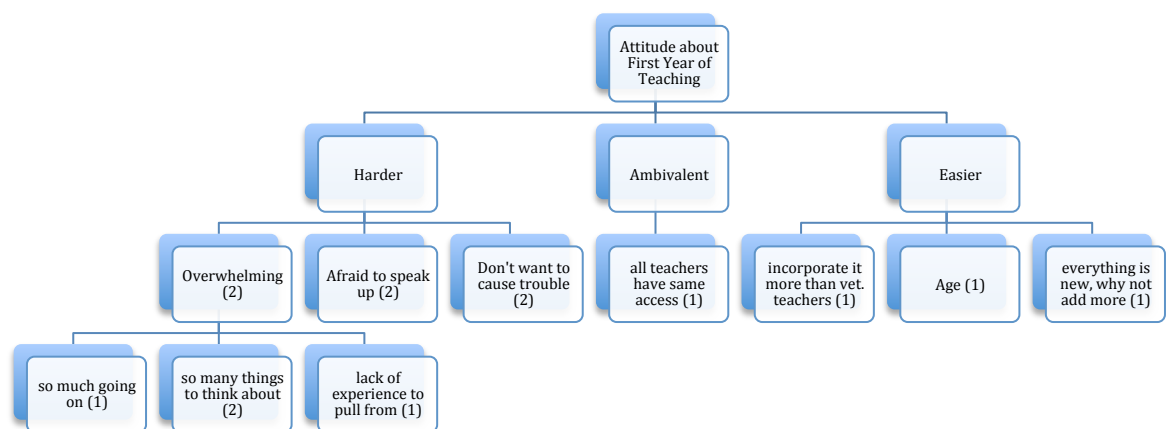 Attitude about
First Year of
Teaching
Harder
Ambivalent
Easier
Overwhelming
(2)
Afraid to speak
up (2)
Don't want to
cause trouble
(2)
all teachers
have same
access (1)
incorporate it
more than vet.
teachers (1)
Age (1)
everything is
new, why not
add more (1)
so much going
on (1)
so many things
to think about
(2)
lack of
experience to
pull from (1)